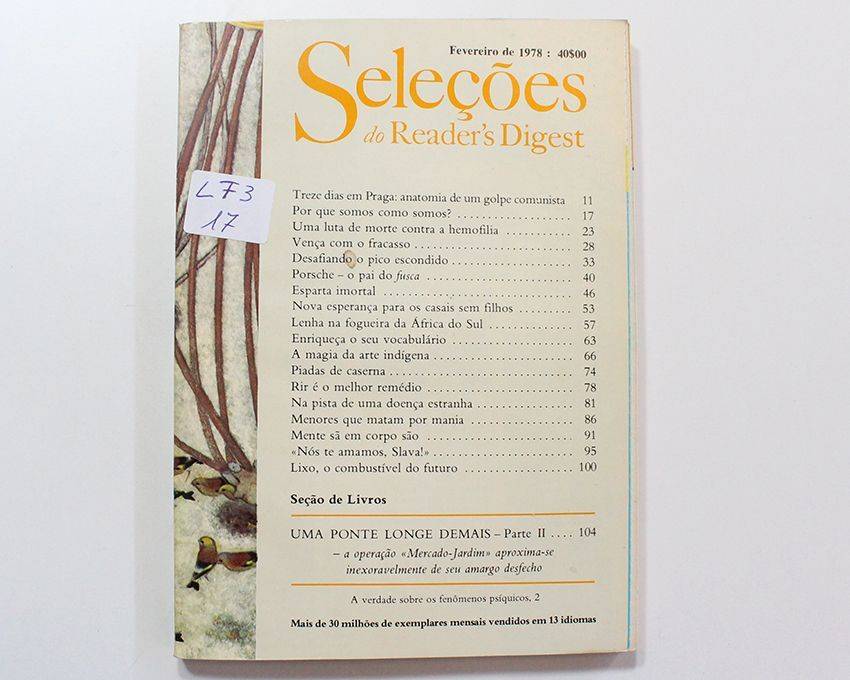 Fevereiro de 1978 : 40$00
Seleções
do Reader's Digest
LF3
17
Treze dias em Praga: anatomia de um golpe comunista 11
Por que somos como somos? .................... 17
Uma luta de morte contra a hemofilia ............ 23
Vença com o fracasso ........................... 28
Desafiando o pico escondido ..................... 33
Porsche – o pai do fusca ......................... 40
Esparta imortal ................................. 46
Nova esperança para os casais sem filhos ......... 53
Lenha na fogueira da África do Sul ............... 57
Enriqueça o seu vocabulário ..................... 63
A magia da arte indígena ........................ 66
Piadas de caserna ................................ 74
Rir é o melhor remédio .......................... 78
Na pista de uma doença estranha ................. 81
Menores que matam por mania ................... 86
Mente sã em corpo são .......................... 91
«Nós te amamos, Slava!» ......................... 95
Lixo, o combustível do futuro ................... 100
Seção de Livros
UMA PONTE LONGE DEMAIS – Parte II .... 104
– a operação «Mercado-Jardim» aproxima-se
inexoravelmente de seu amargo desfecho
A verdade sobre os fenômenos psíquicos, 2
Mais de 30 milhões de exemplares mensais vendidos em 13 idiomas